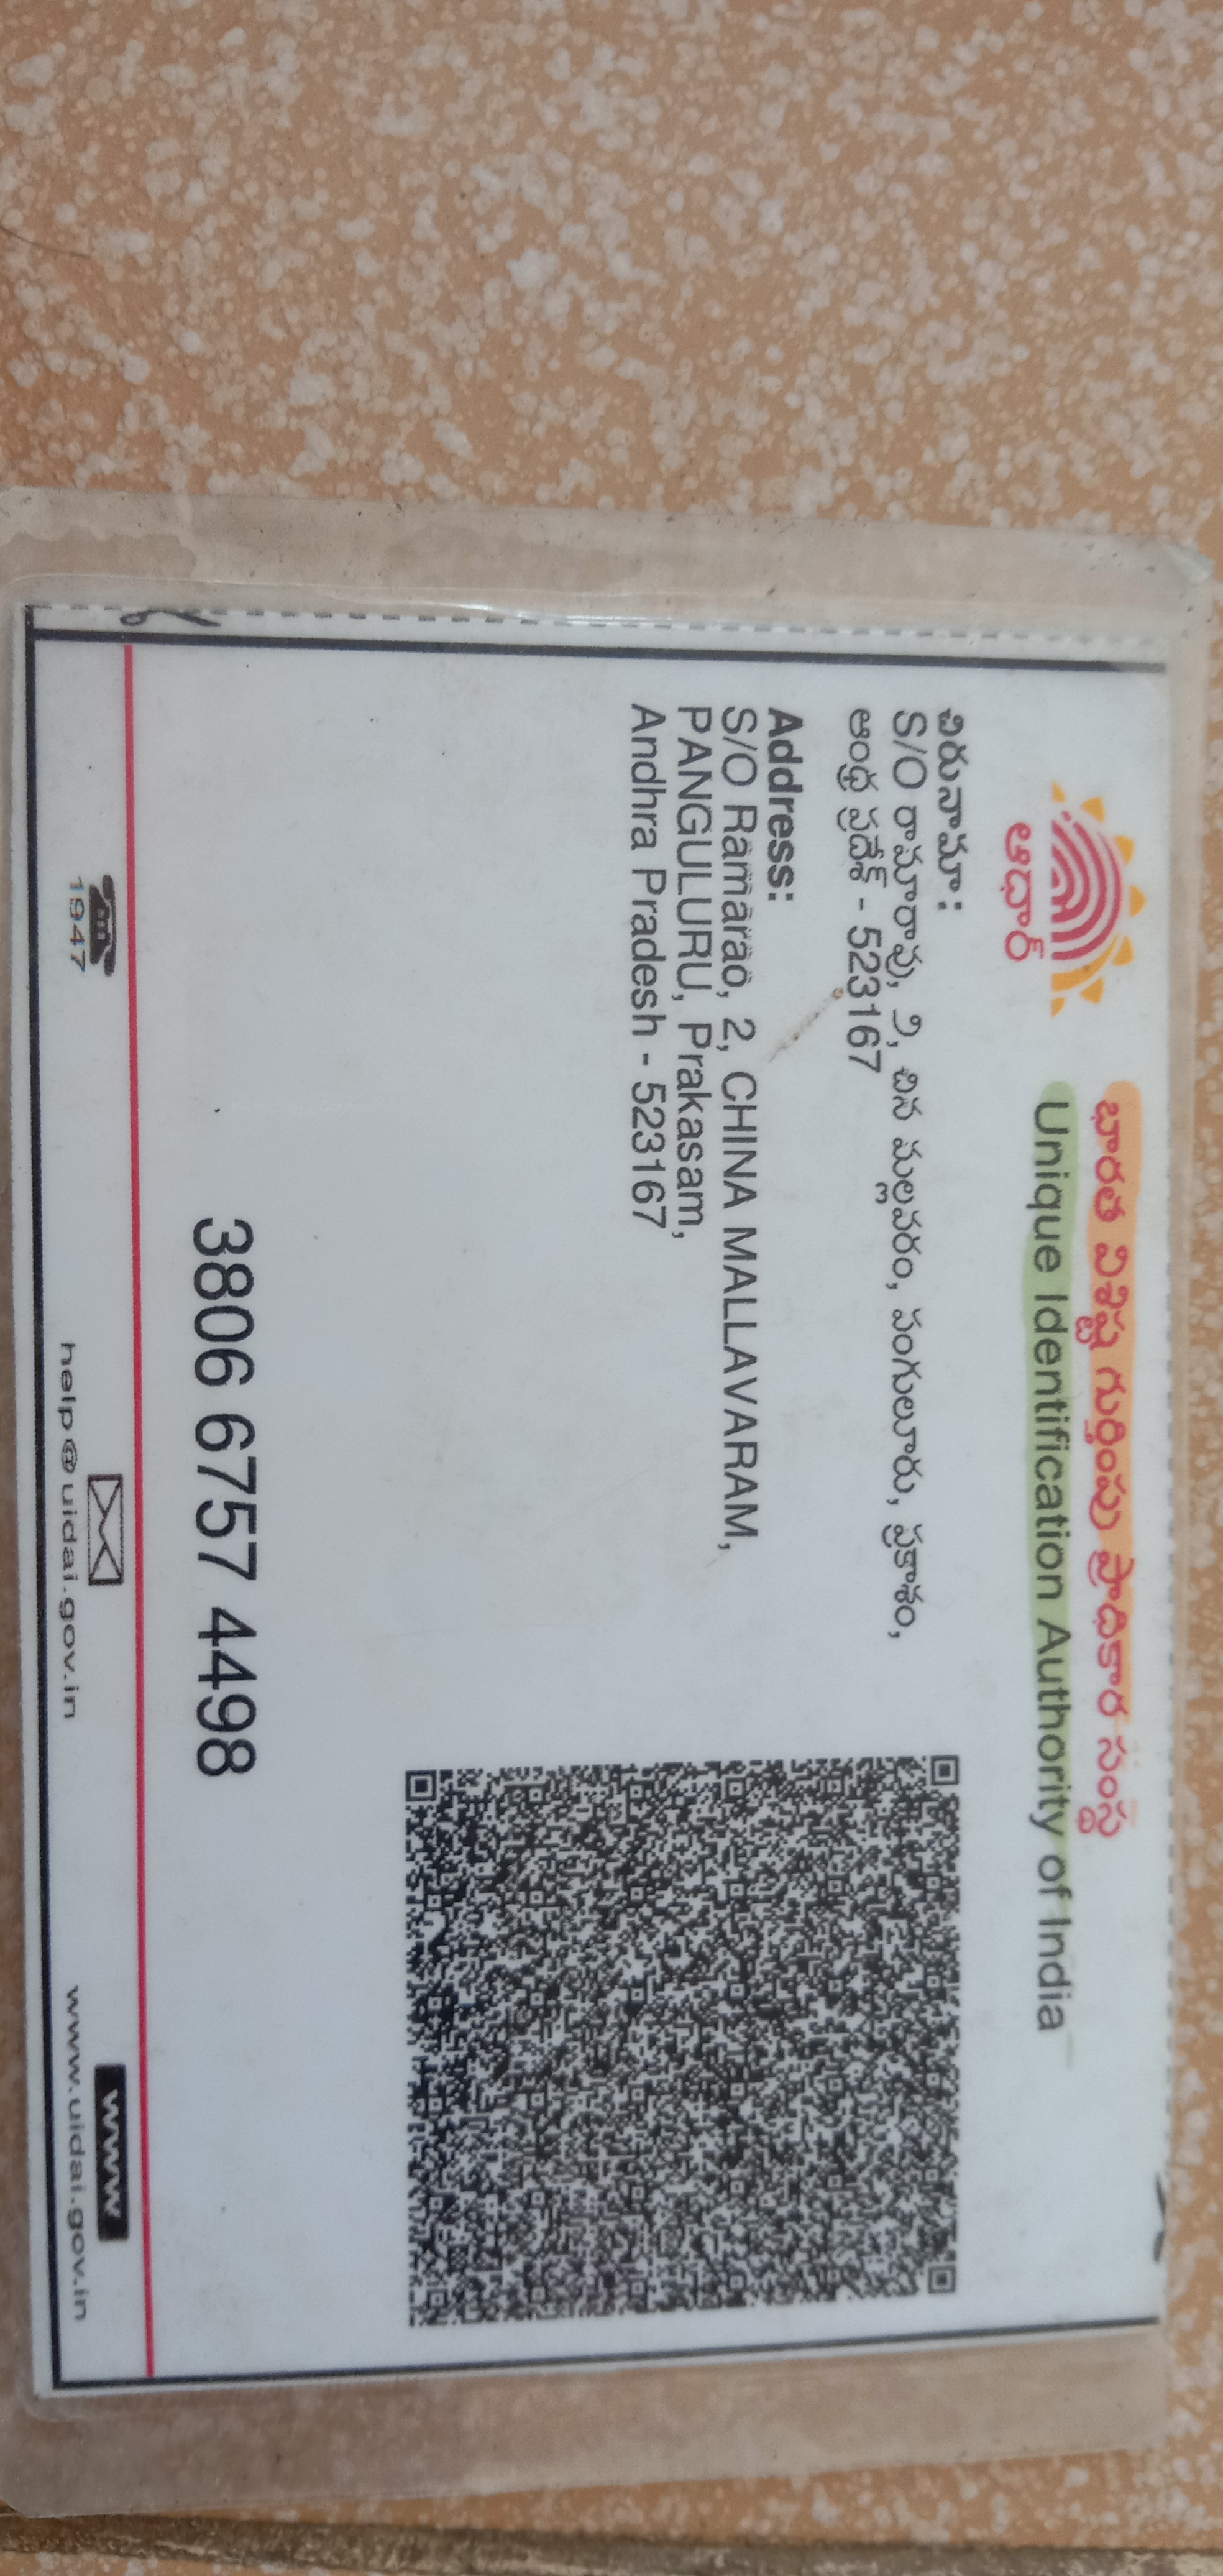 భారత విశిష్ట గుర్తింపు ప్రాధికార సంస్థ
Unique Identification Authority of India
ఆధార్
చిరునామా:
S/O రామారావు, 2, చిన మల్లవరం, పంగులూరు, ప్రకాశం,
ఆంధ్ర ప్రదేశ్ - 523167
Address:
S/O Ramarao, 2, CHINA MALLAVARAM,
PANGULURU, Prakasam,
Andhra Pradesh - 523167
3806 6757 4498
1947
help@uidai.gov.in
www
www.uidai.gov.in